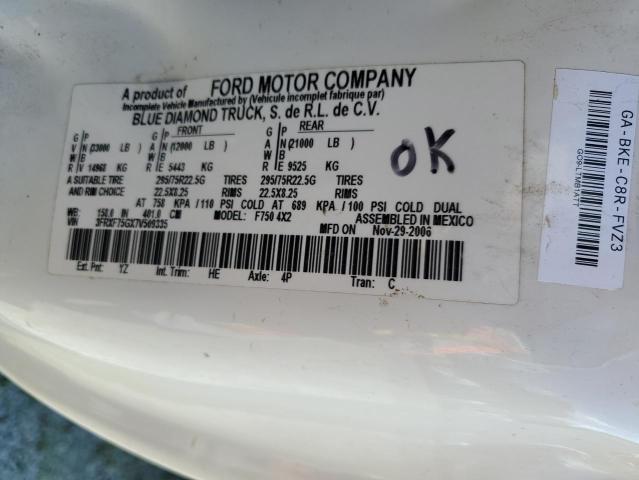 A product of FORD MOTOR COMPANY
Incomplete Vehicle Manufactured by (Vehicule incomplet fabrique par)
BLUE DIAMOND TRUCK, S. de R.L. de C.V.
OK
G P FRONT G P REAR G P
V N 33000 LB A N 12000 LB A N 21000 LB
W B W B W B
R V 14968 KG R 5443 KG R 9525 KG
A SUITABLE TIRE 295/75R22.5G TIRES 295/75R22.5G TIRES
AND RIM CHOICE 22.5X8.25 RIMS 22.5X8.25 RIMS
AT 758 KPA/110 PSI COLD AT 689 KPA/100 PSI COLD DUAL
WB: 158.0 IN 401.0 CM MODEL: F750 4X2 ASSEMBLED IN MEXICO
VIN 3FRXF75GX7V509335 MFD ON Nov-29-2006
Ext. Pnt: YZ Int. Trim: HE Axle: 4P Tran: C
GA-BKE-C8R-FVZ3